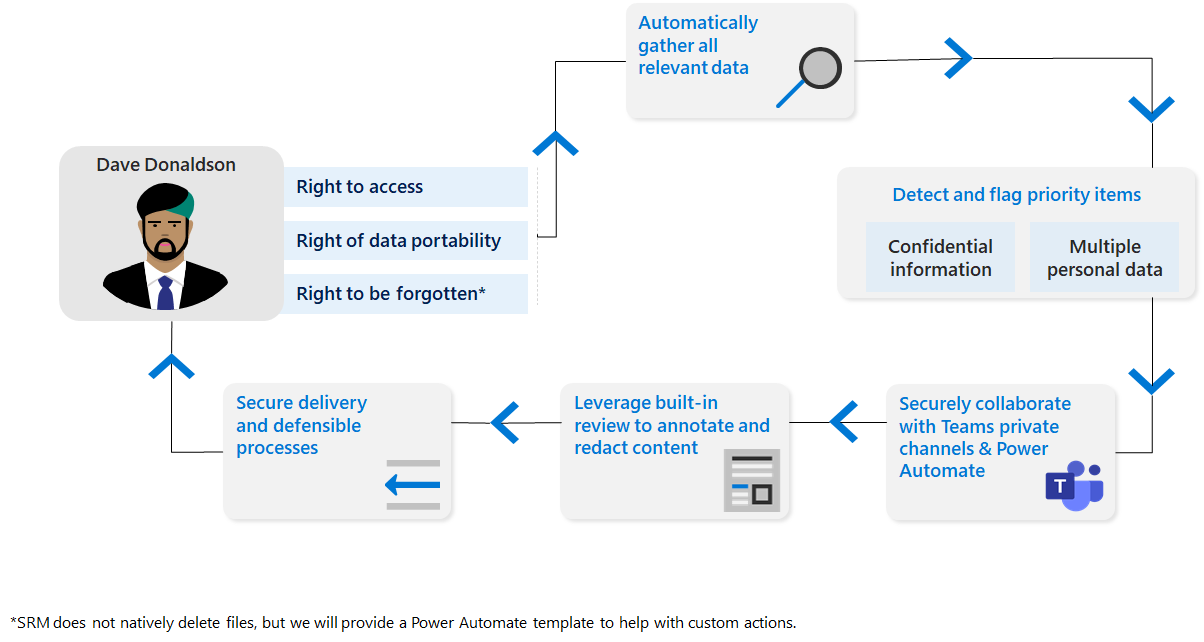 Automatically
gather all
relevant data
Dave Donaldson
Right to access
Right of data portability
Right to be forgotten*
Detect and flag priority items
Confidential
information
Multiple
personal data
Securely collaborate
with Teams private
channels & Power
Automate
T
Leverage built-in
review to annotate and
redact content
Secure delivery
and defensible
processes
*SRM does not natively delete files, but we will provide a Power Automate template to help with custom actions.